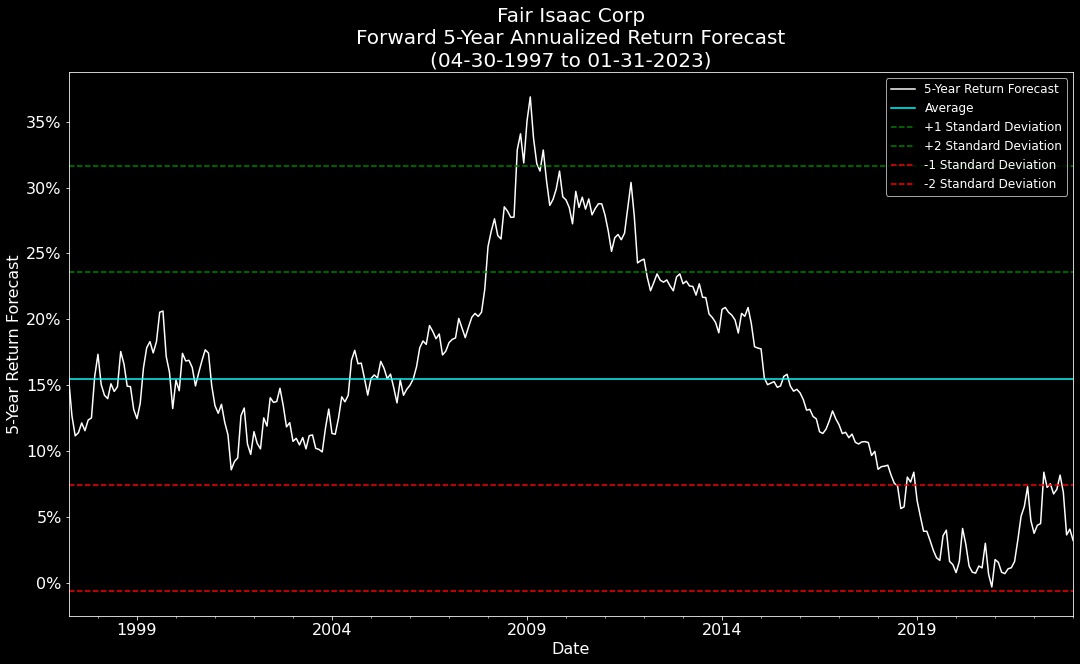 Fair Isaac Corp
Forward 5-Year Annualized Return Forecast
(04-30-1997 to 01-31-2023)
5-Year Return Forecast
Average
+1 Standard Deviation
+2 Standard Deviation
-1 Standard Deviation
-2 Standard Deviation
35%
30%
25%
20%
15%
10%
5%
0%
5-Year Return Forecast
1999
2004
2009
2014
2019
Date